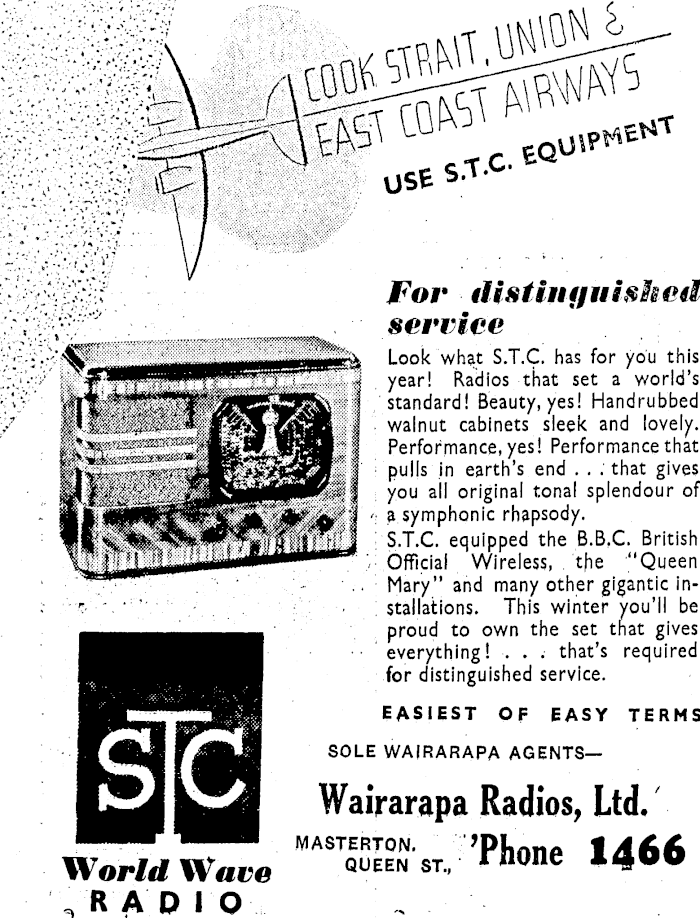 COOK STRAIT, UNION &
EAST COAST AIRWAYS
USE S.T.C. EQUIPMENT
For distinguished
service
Look what S.T.C. has for you this
year! Radios that set a world's
standard! Beauty, yes! Handrubbed
walnut cabinets sleek and lovely.
Performance, yes! Performance that
pulls in earth's end . . . that gives
you all original tonal splendour of
a symphonic rhapsody.
S.T.C. equipped the B.B.C. British
Official Wireless, the "Queen
Mary" and many other gigantic in-
stallations. This winter you'll be
proud to own the set that gives
everything! . . . that's required
for distinguished service.
EASIEST OF EASY TERMS
SOLE WAIRARAPA AGENTS—
Wairarapa Radios, Ltd.
MASTERTON.
QUEEN ST.,
'Phone 1466
STC
World Wave
RADIO